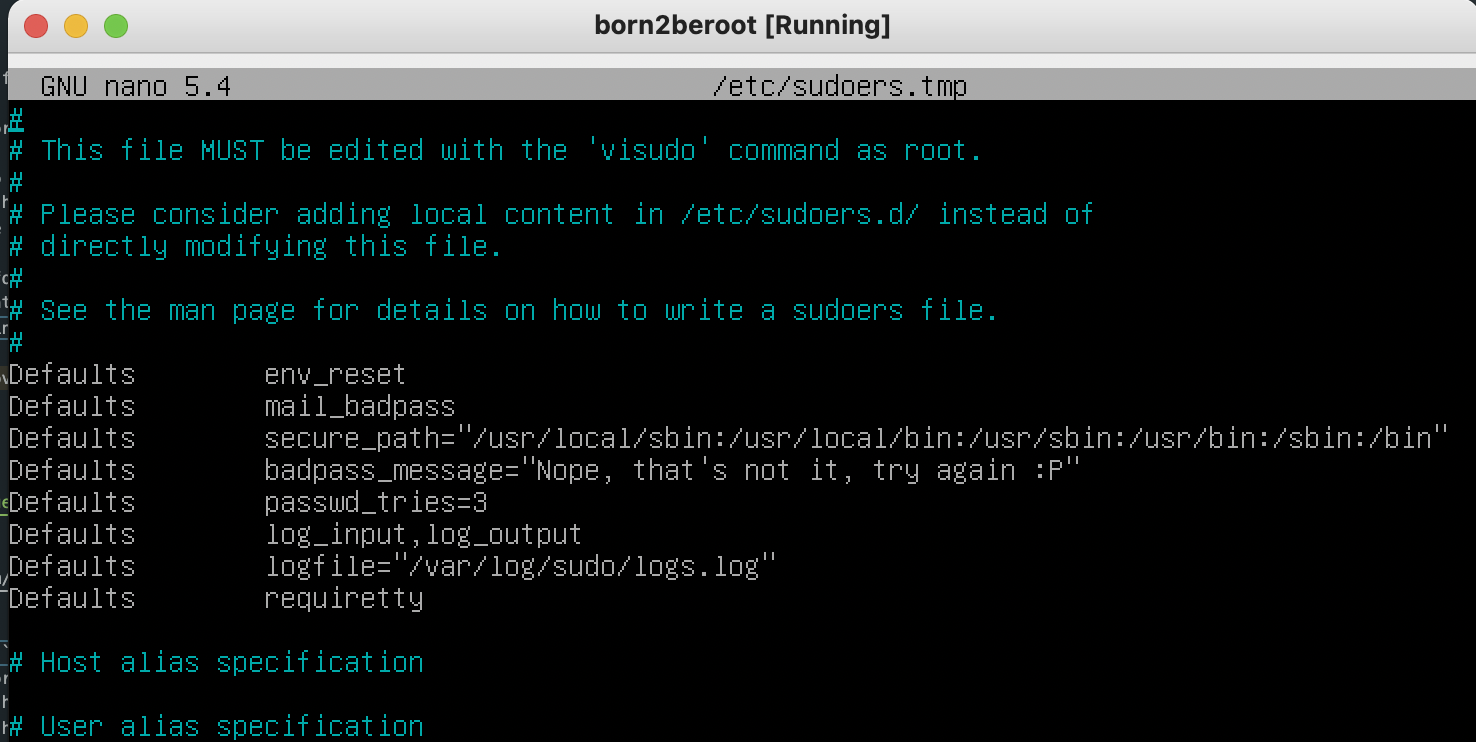 born2beroot [Running]
GNU nano 5.4 /etc/sudoers.tmp
#
# This file MUST be edited with the 'visudo' command as root.
#
# Please consider adding local content in /etc/sudoers.d/ instead of
# directly modifying this file.
#
# See the man page for details on how to write a sudoers file.
#
Defaults env_reset
Defaults mail_badpass
Defaults secure_path="/usr/local/sbin:/usr/local/bin:/usr/sbin:/usr/bin:/sbin:/bin"
Defaults badpass_message="Nope, that's not it, try again :P"
Defaults passwd_tries=3
Defaults log_input,log_output
Defaults logfile="/var/log/sudo/logs.log"
Defaults requiretty
# Host alias specification
# User alias specification